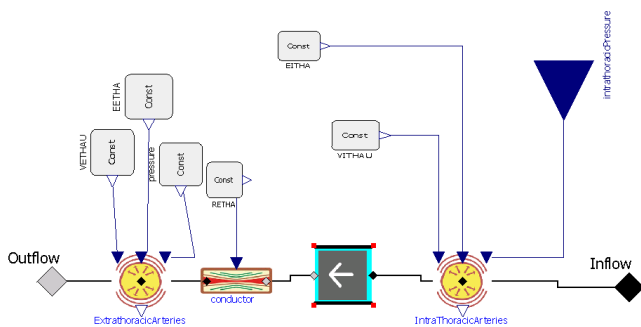 Const
EITHA
intrathoracicPressure
EETHA
Const
Const
VITHAU
VETHAU
Const
pressure
Const
Const
RETHA
Outflow
Inflow
conductor
ExtrathoracicArteries
IntraThoracicArteries